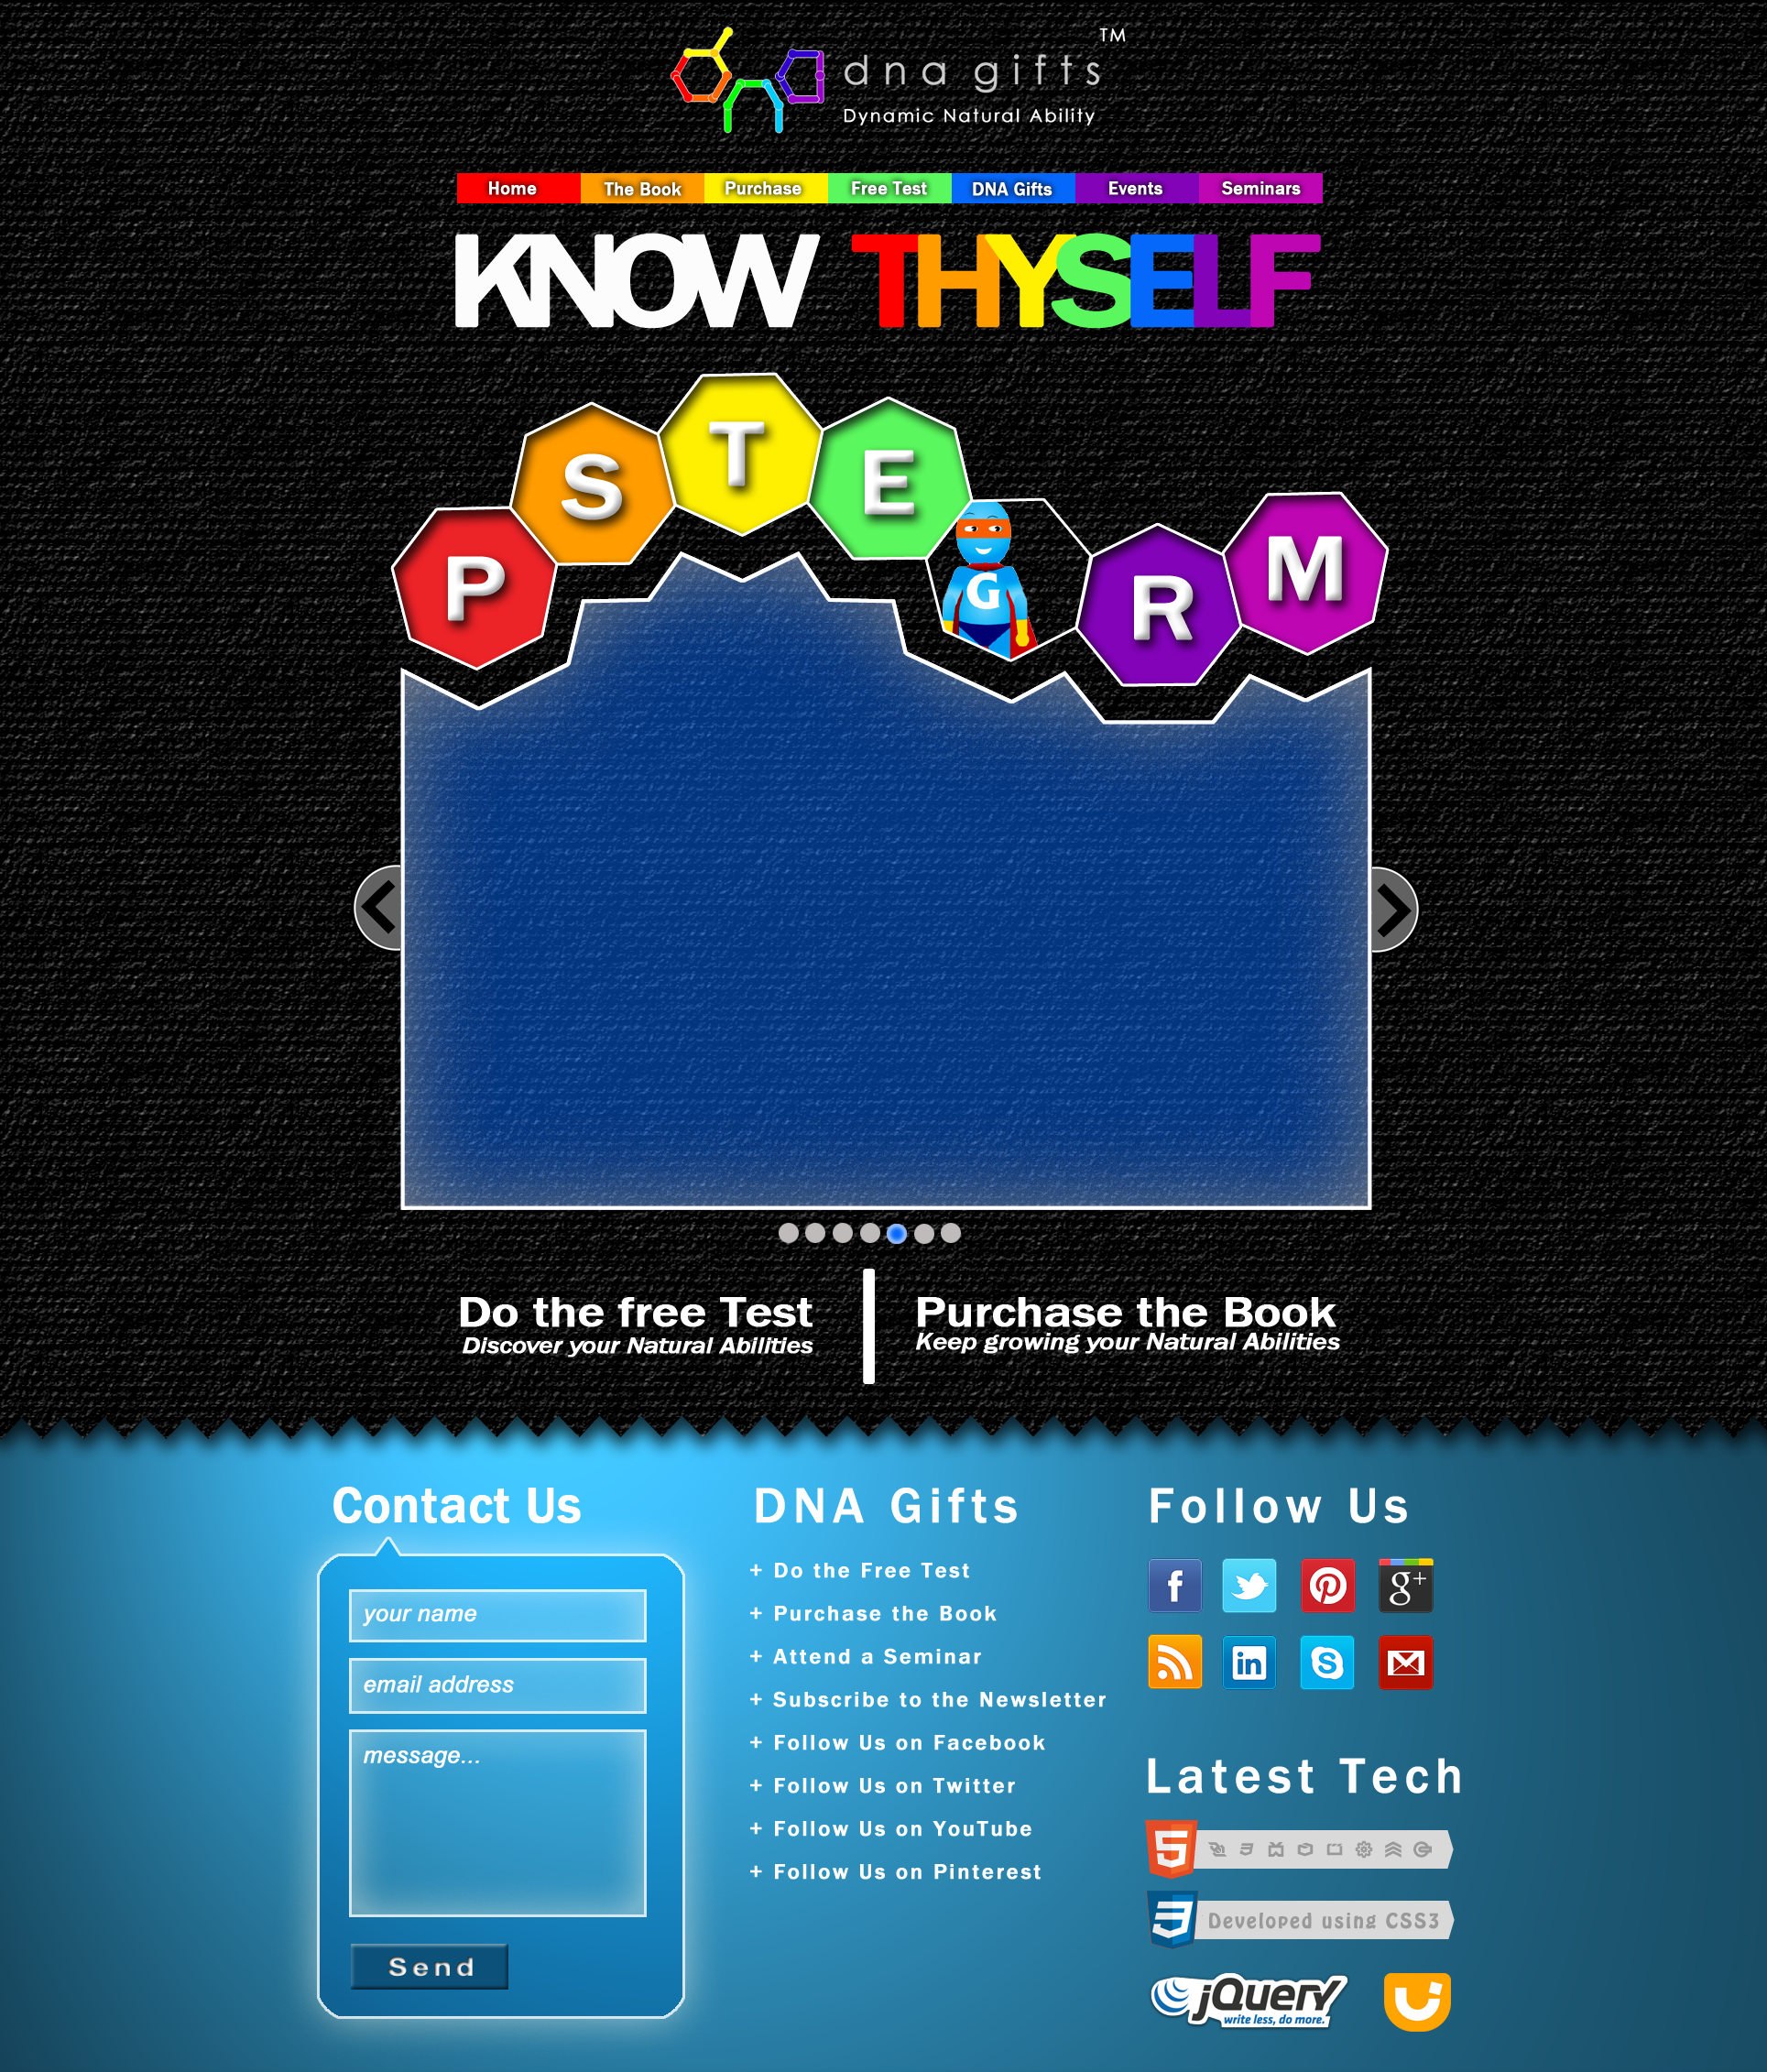 TM
dna gifts
Dynamic Natural Ability
Home The Book Purchase Free Test DNA Gifts Events Seminars
KNOW THYSELF
P S T E G R M
Do the free Test
Discover your Natural Abilities
Purchase the Book
Keep growing your Natural Abilities
Contact Us
your name
email address
message...
Send
DNA Gifts
+ Do the Free Test
+ Purchase the Book
+ Attend a Seminar
+ Subscribe to the Newsletter
+ Follow Us on Facebook
+ Follow Us on Twitter
+ Follow Us on YouTube
+ Follow Us on Pinterest
Follow Us
f g+
in S
Latest Tech
5
3 Developed using CSS3
jQuery
write less, do more.